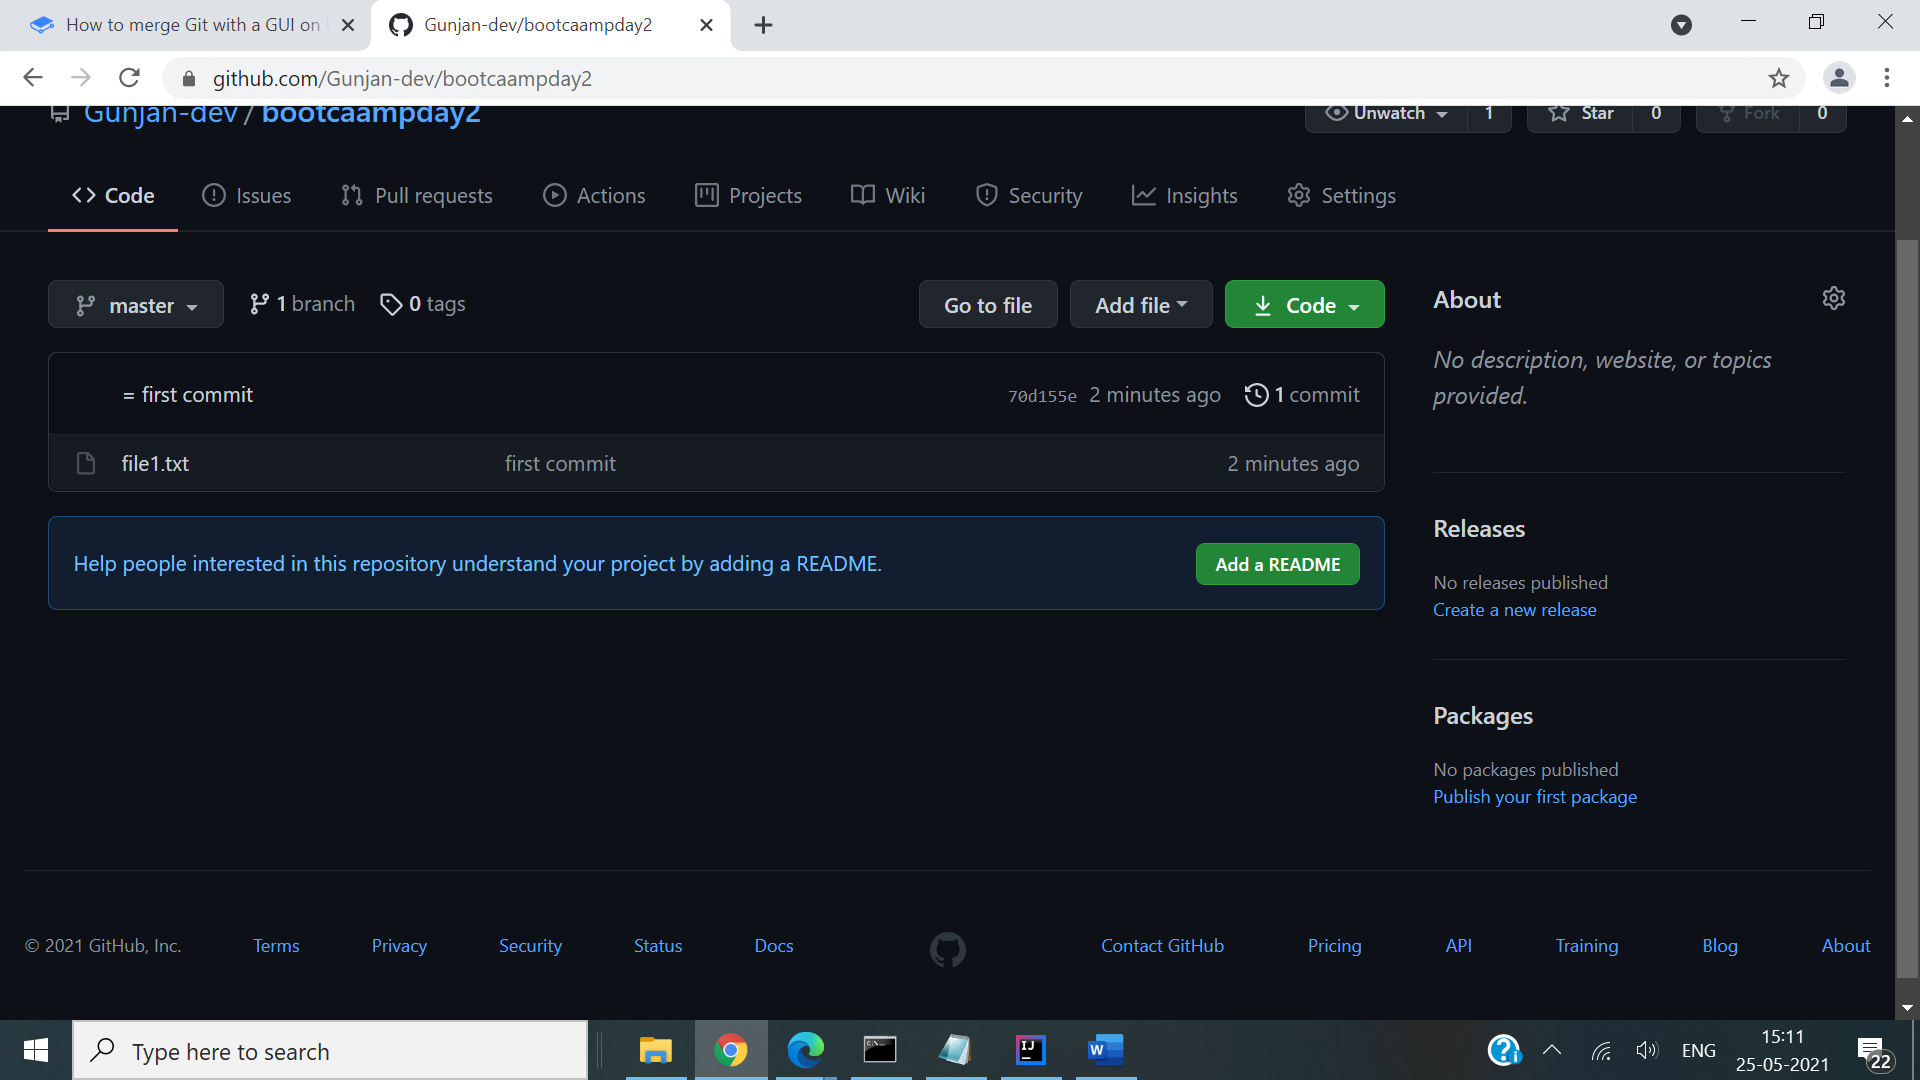 How to merge Git with a GUI on
Gunjan-dev/bootcaampday2
github.com/Gunjan-dev/bootcaampday2
Gunjan-dev / bootcaampday2
Unwatch 1
Star 0
Fork 0
Code
Issues
Pull requests
Actions
Projects
Wiki
Security
Insights
Settings
master
1 branch
0 tags
Go to file
Add file
Code
= first commit
70d155e 2 minutes ago
1 commit
file1.txt
first commit
2 minutes ago
Help people interested in this repository understand your project by adding a README.
Add a README
About
No description, website, or topics
provided.
Releases
No releases published
Create a new release
Packages
No packages published
Publish your first package
© 2021 GitHub, Inc.
Terms
Privacy
Security
Status
Docs
Contact GitHub
Pricing
API
Training
Blog
About
Type here to search
ENG
15:11
25-05-2021
22